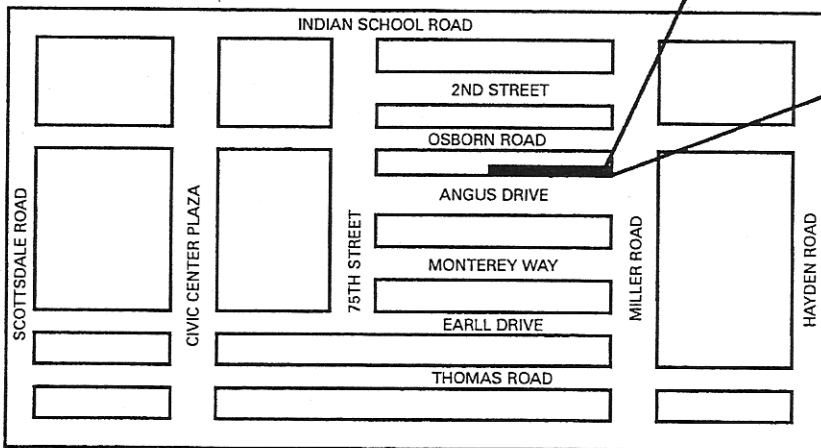 INDIAN SCHOOL ROAD
2ND STREET
OSBORN ROAD
ANGUS DRIVE
MONTEREY WAY
EARLL DRIVE
THOMAS ROAD
SCOTTSDALE ROAD
CIVIC CENTER PLAZA
75TH STREET
MILLER ROAD
HAYDEN ROAD